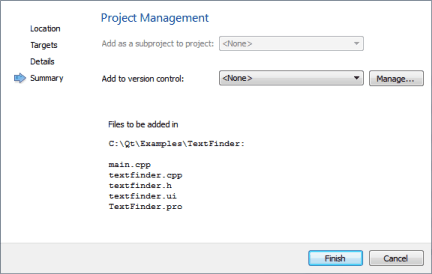 Project Management
Location
Targets
Details
Summary
Add as a subproject to project: <None>
Add to version control: <None> Manage...
Files to be added in
C:\Qt\Examples\TextFinder:
main.cpp
textfinder.cpp
textfinder.h
textfinder.ui
TextFinder.pro
Finish Cancel